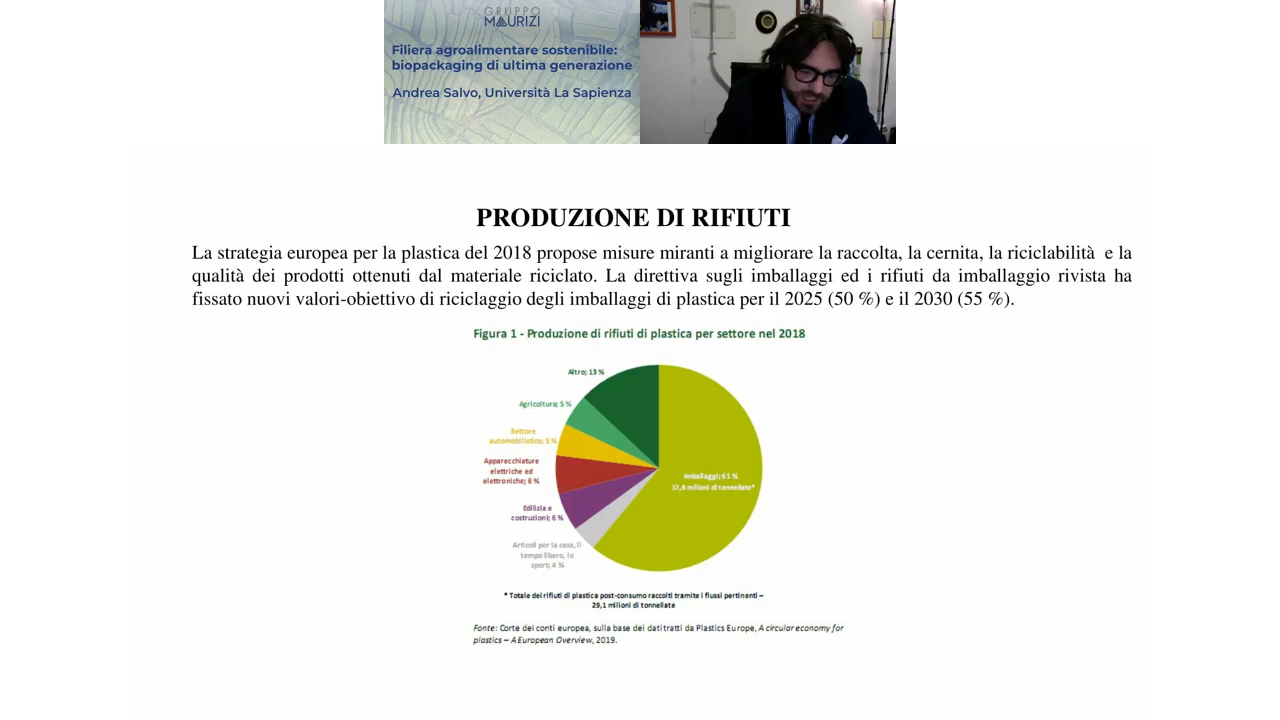 GRUPPO
MAURIZI
Filiera agroalimentare sostenibile:
biopackaging di ultima generazione
Andrea Salvo, Università La Sapienza
PRODUZIONE DI RIFIUTI
La strategia europea per la plastica del 2018 propose misure miranti a migliorare la raccolta, la cernita, la riciclabilità e la
qualità dei prodotti ottenuti dal materiale riciclato. La direttiva sugli imballaggi ed i rifiuti da imballaggio rivista ha
fissato nuovi valori-obiettivo di riciclaggio degli imballaggi di plastica per il 2025 (50 %) e il 2030 (55 %).
Figura 1 - Produzione di rifiuti di plastica per settore nel 2018
Altro; 13 %
Agricoltura; 5 %
Settore
automobilistico; 5 %
Apparecchiature
elettriche ed
elettroniche; 6 %
Edilizia e
costruzioni; 6 %
Articoli per la casa, il
tempo libero, lo
sport; 4 %
Imballaggi; 61 %
17,8 milioni di tonnellate*
* Totale dei rifiuti di plastica post-consumo raccolti tramite i flussi pertinenti –
29,1 milioni di tonnellate
Fonte: Corte dei conti europea, sulla base dei dati tratti da Plastics Europe, A circular economy for
plastics – A European Overview, 2019.